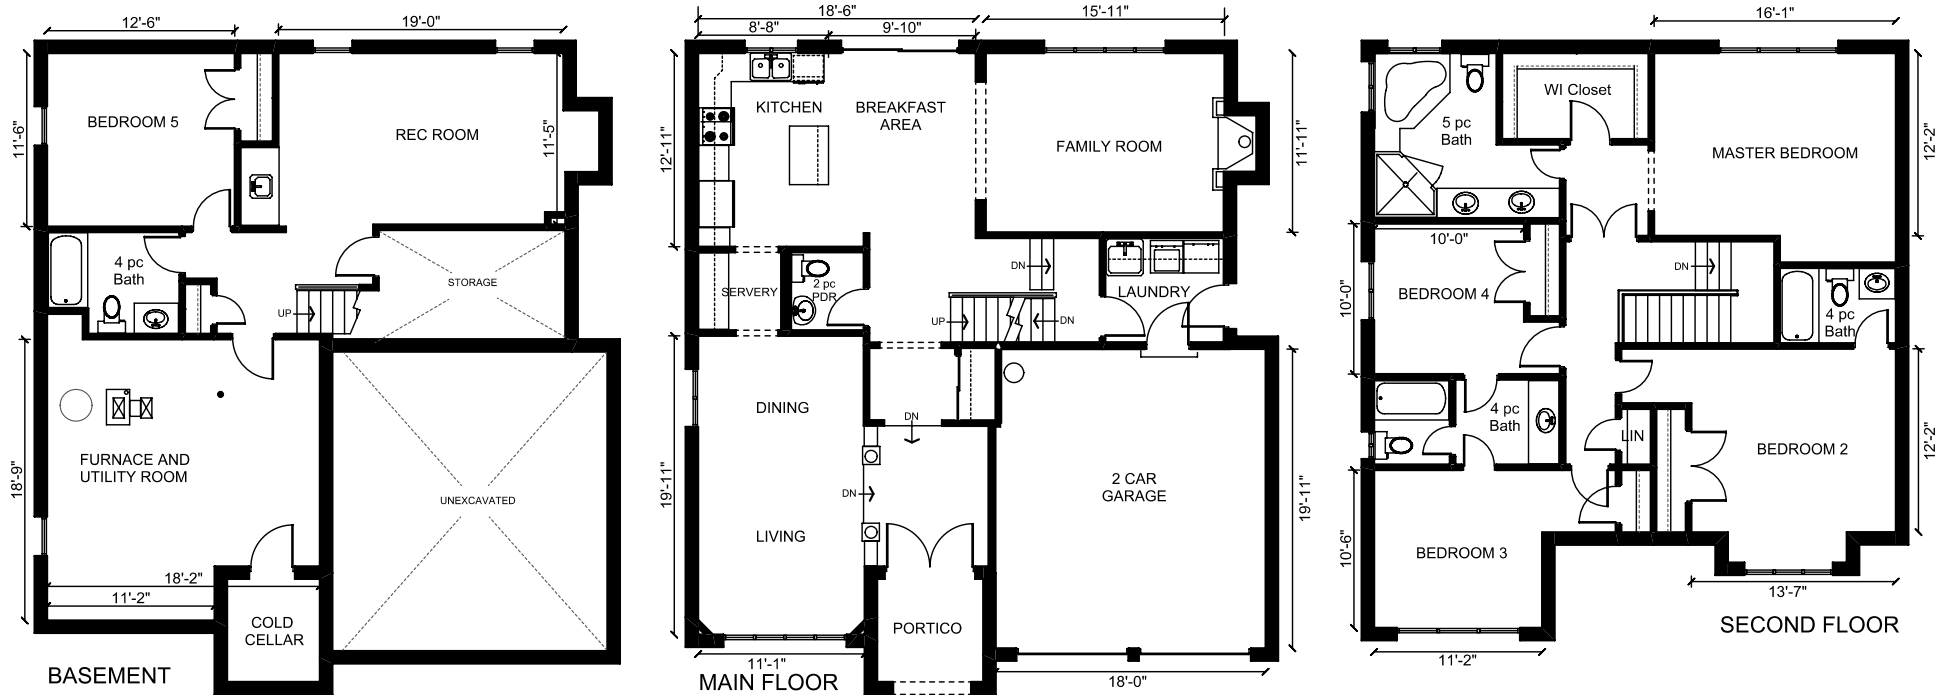 12'-6"
19'-0"
11'-6"
BEDROOM 5
REC ROOM
11'-5"
4 pc
Bath
STORAGE
UP
18'-9"
FURNACE AND
UTILITY ROOM
UNEXCAVATED
18'-2"
11'-2"
COLD
CELLAR
BASEMENT
18'-6"
15'-11"
8'-8"
9'-10"
12'-11"
KITCHEN
BREAKFAST
AREA
FAMILY ROOM
11'-11"
SERVERY
2 pc
PDR
DN
LAUNDRY
UP
DN
DINING
DN
19'-11"
DN
2 CAR
GARAGE
19'-11"
LIVING
PORTICO
11'-1"
18'-0"
MAIN FLOOR
16'-1"
WI Closet
5 pc
Bath
MASTER BEDROOM
12'-2"
10'-0"
10'-0"
BEDROOM 4
DN
4 pc
Bath
4 pc
Bath
LIN
BEDROOM 2
12'-2"
10'-6"
BEDROOM 3
13'-7"
11'-2"
SECOND FLOOR